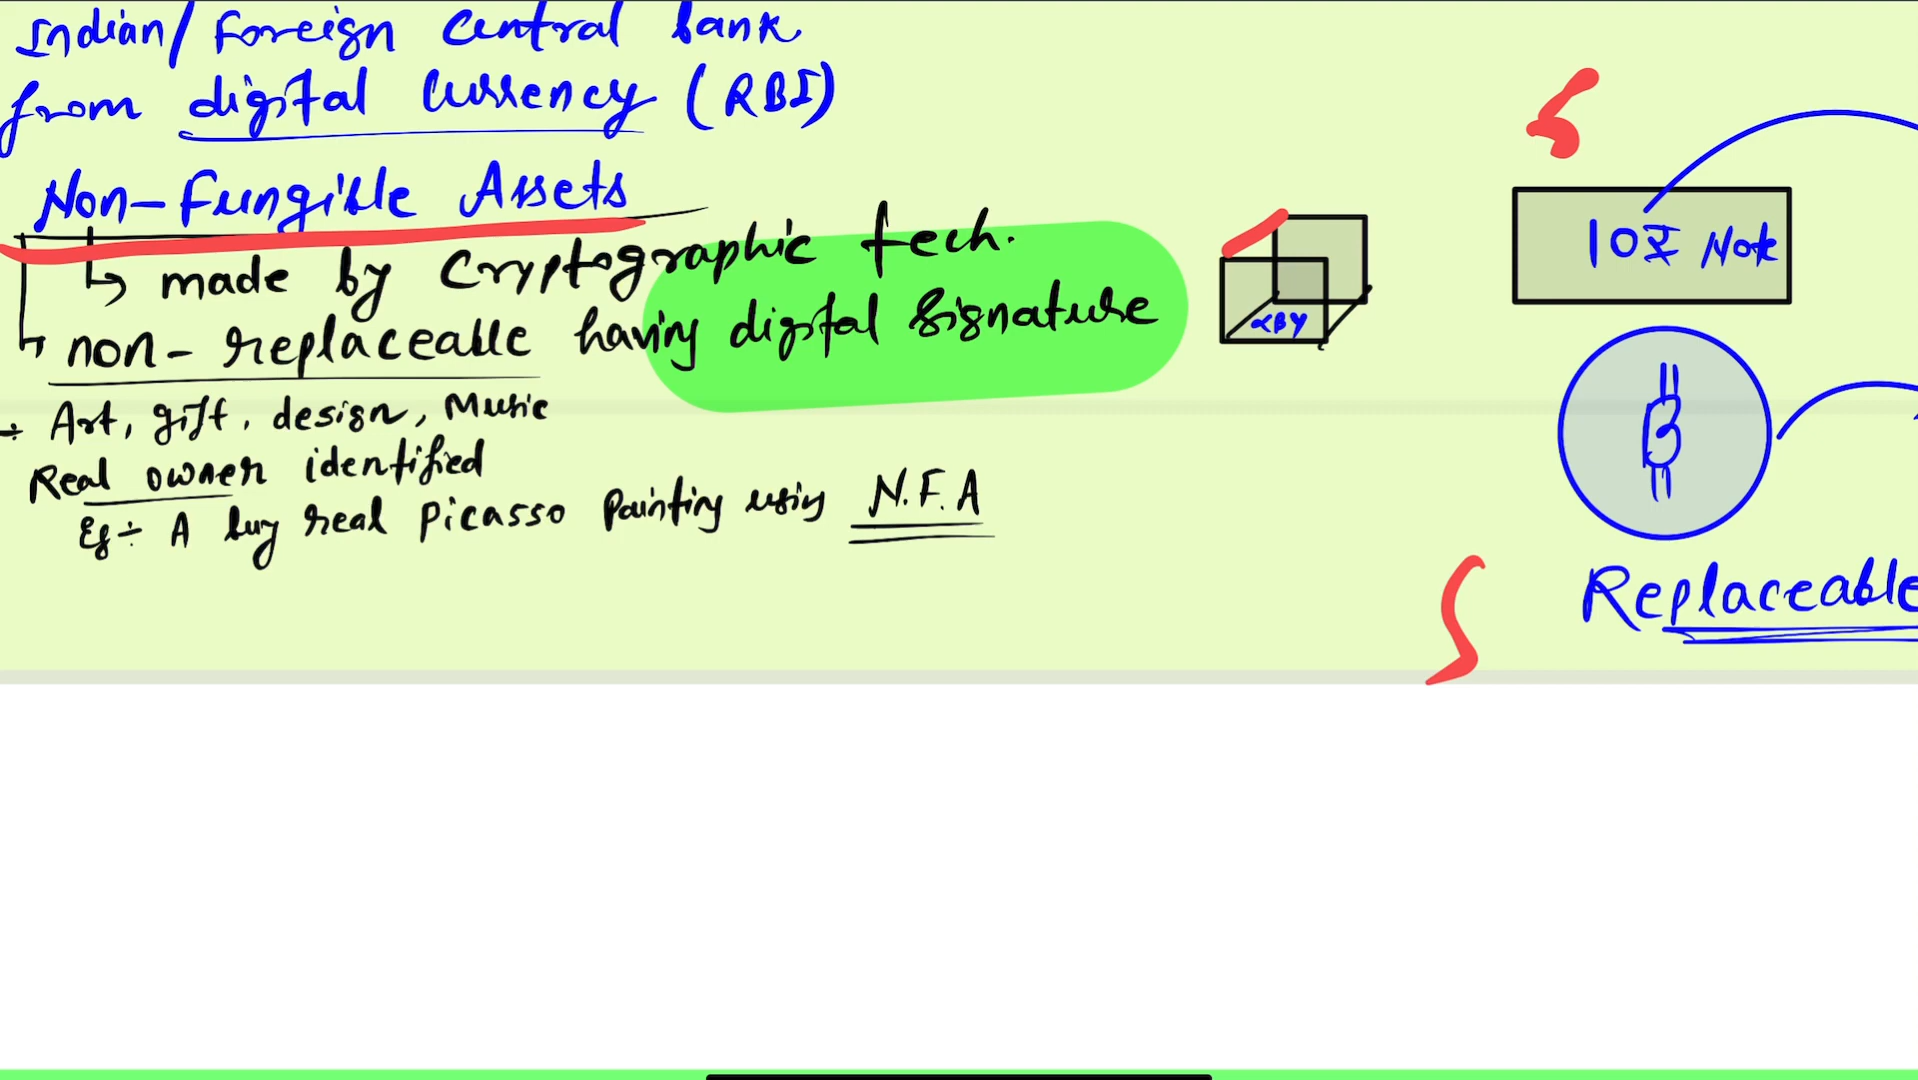 Indian/Foreign Central bank
from digital Currency (RBI)
Non-Fungible Assets
made by Cryptographic tech.
non-replaceable having digital Signature
Art, gift, design, Music
Real owner identified
Eg ÷ A buy real Picasso Painting using N.F.A
αBγ
10₹ Note
Replaceable